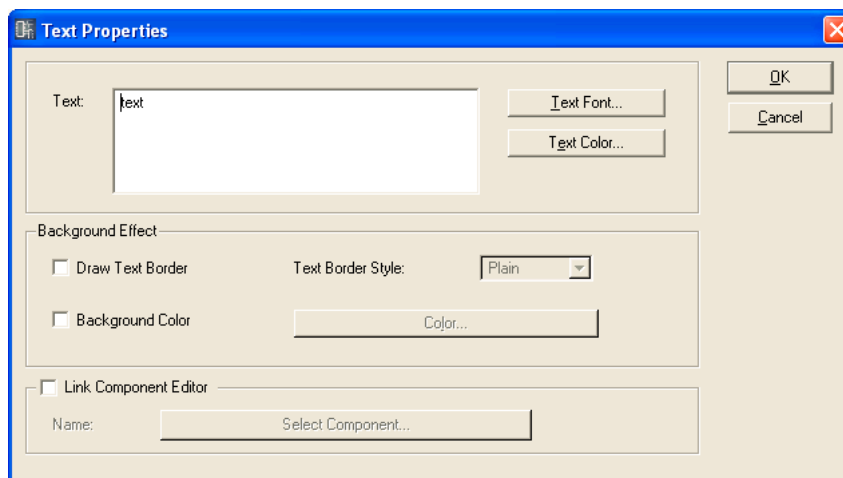 Text Properties
OK
Text: text Text Font...
Cancel
Text Color...
Background Effect
Draw Text Border Text Border Style: Plain
Background Color Color...
Link Component Editor
Name: Select Component...